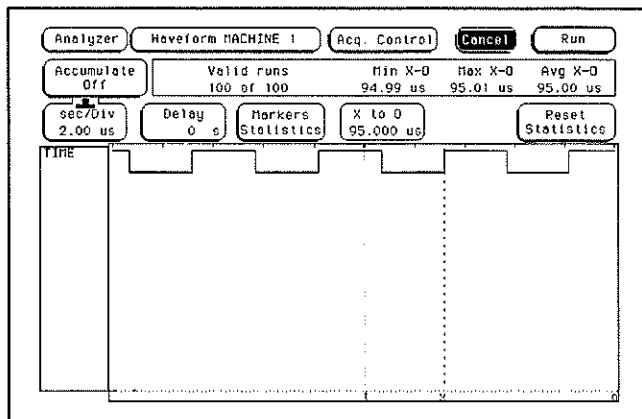 Analyzer Waveform MACHINE 1 Acq. Control Cancel Run
Accumulate Off
Valid runs Min X-O Max X-O Avg X-O
100 of 100 94.99 us 95.01 us 95.00 us
sec/Div
2.00 us
Delay
0 s
Markers
Statistics
X to O
95.000 us
Reset
Statistics
TIME